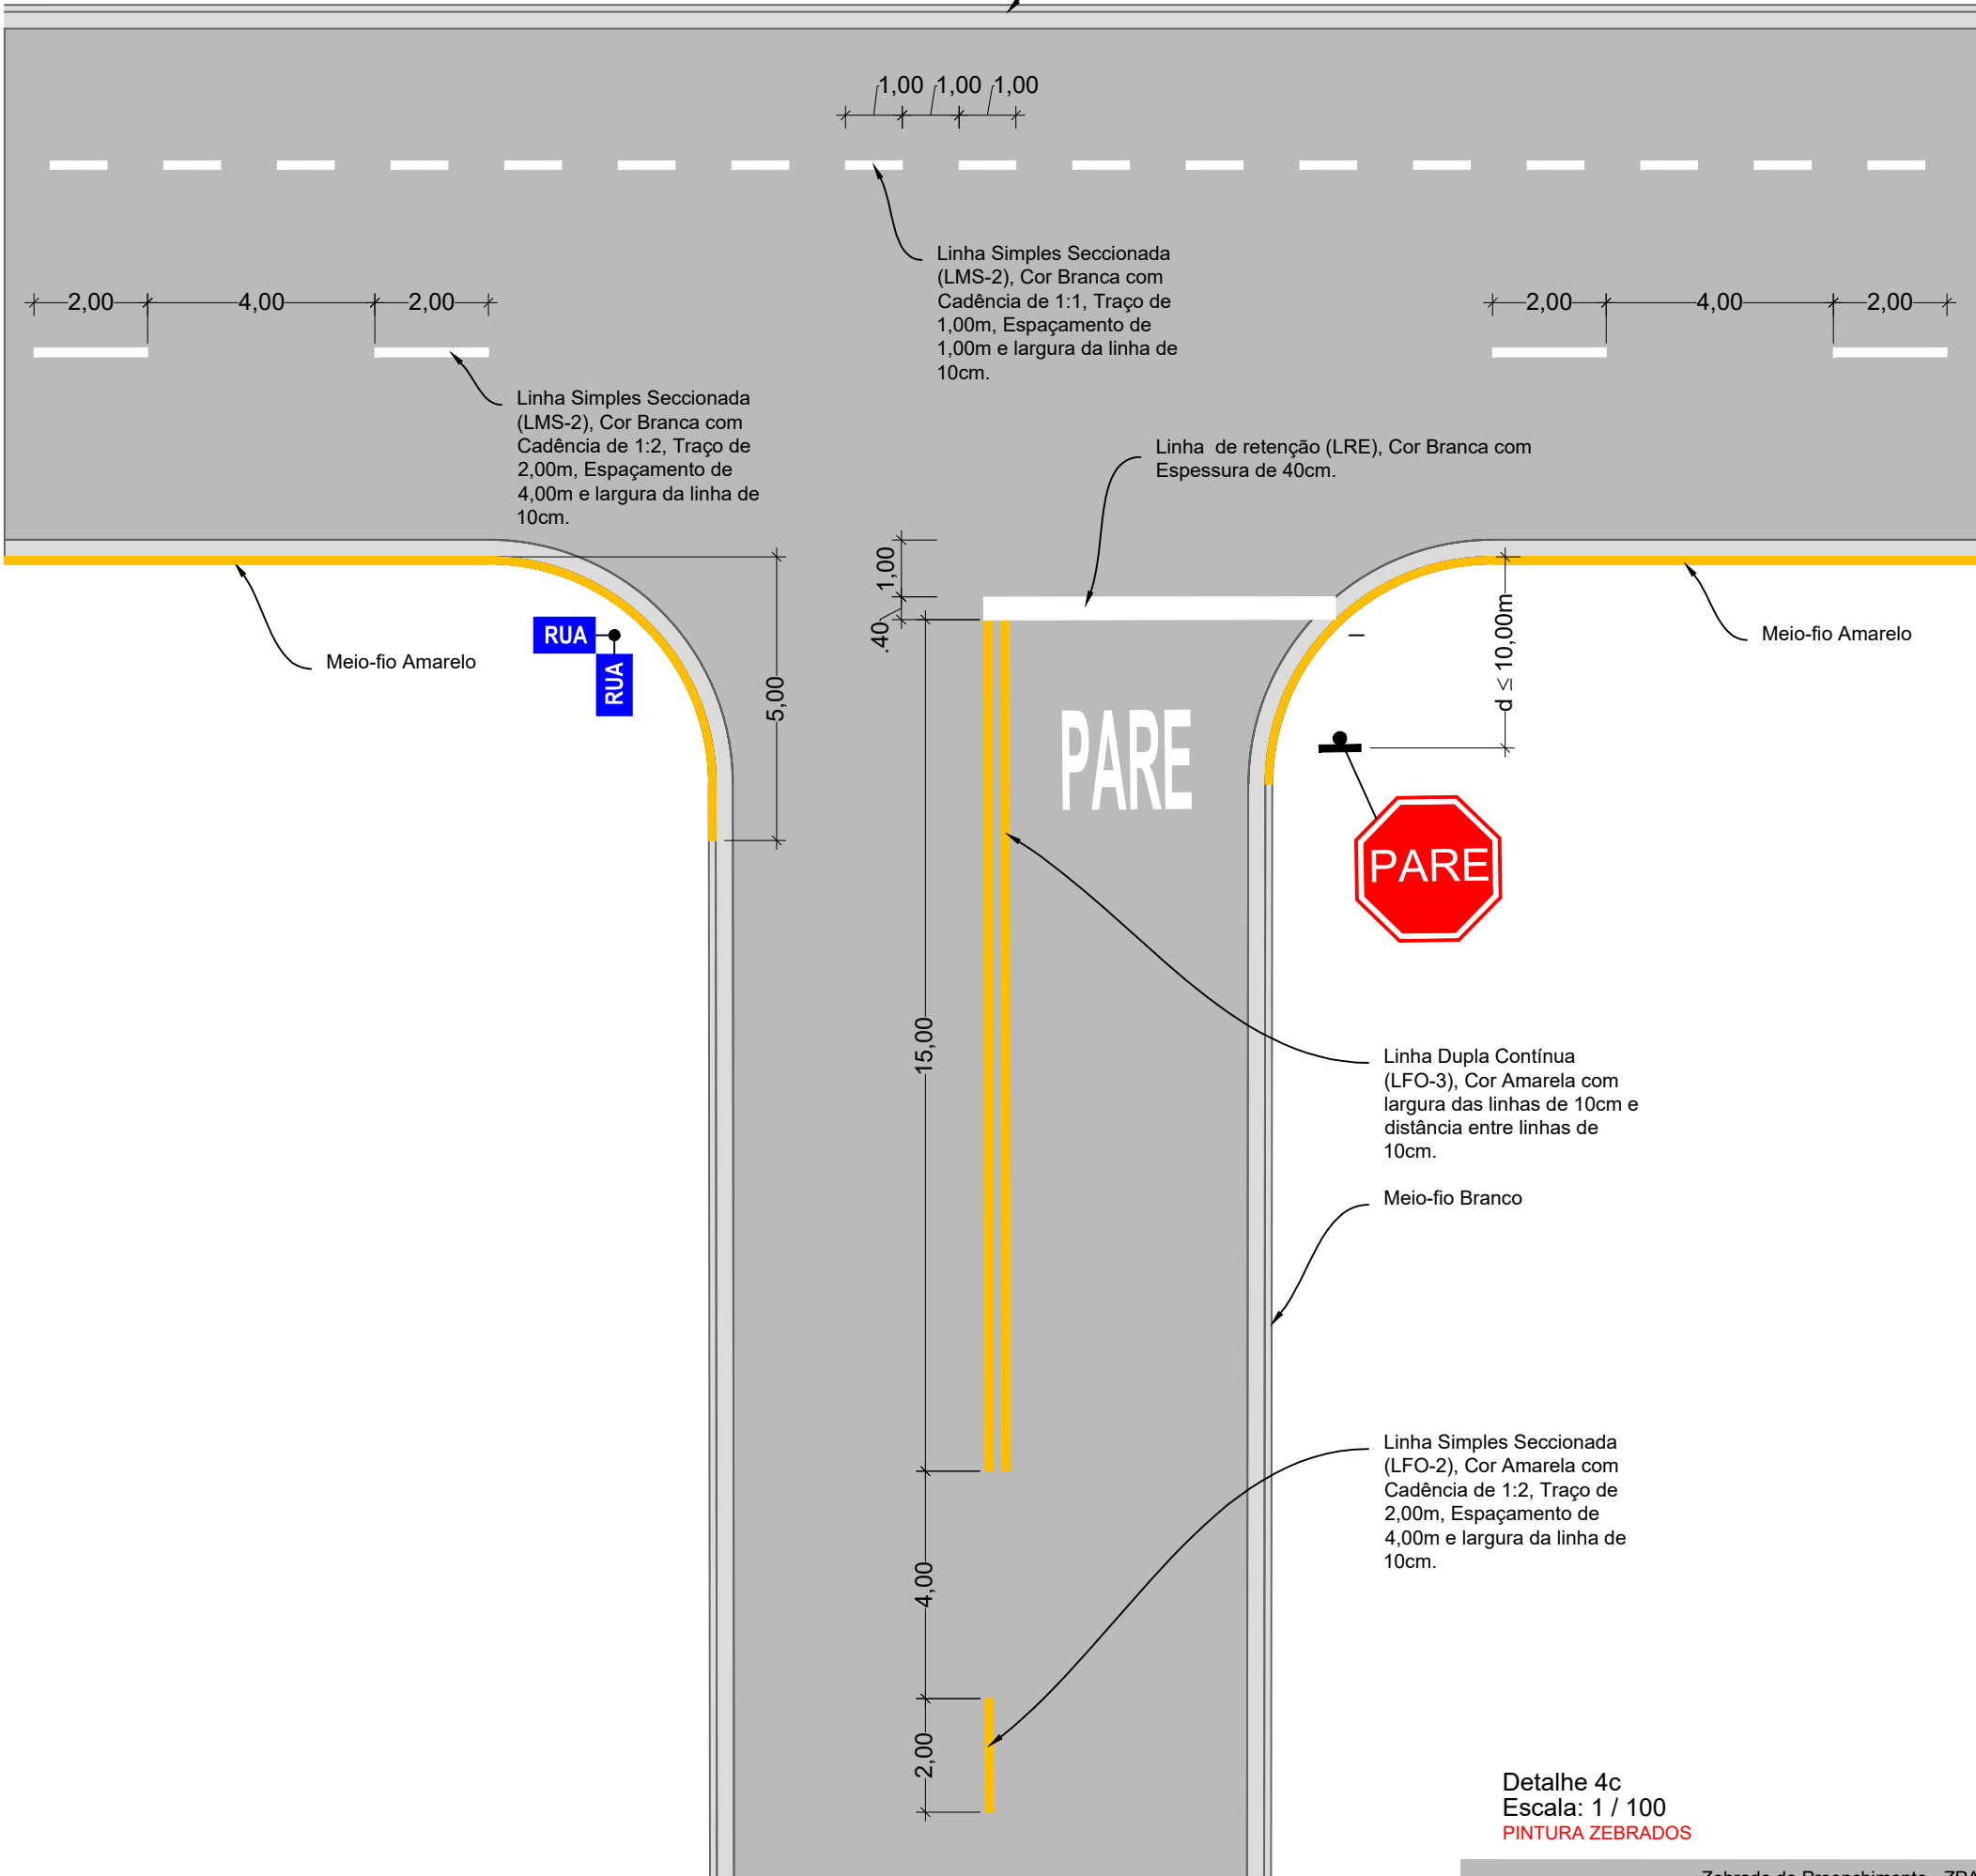 1,00 1,00 1,00
Linha Simples Seccionada
(LMS-2), Cor Branca com
Cadência de 1:1, Traço de
1,00m, Espaçamento de
1,00m e largura da linha de
10cm.
2,00 4,00 2,00
2,00 4,00 2,00
Linha Simples Seccionada
(LMS-2), Cor Branca com
Cadência de 1:2, Traço de
2,00m, Espaçamento de
4,00m e largura da linha de
10cm.
Linha de retenção (LRE), Cor Branca com
Espessura de 40cm.
1,00
.40
Meio-fio Amarelo
RUA
RUA
5,00
PARE
d ≤ 10,00m
Meio-fio Amarelo
PARE
15,00
Linha Dupla Contínua
(LFO-3), Cor Amarela com
largura das linhas de 10cm e
distância entre linhas de
10cm.
Meio-fio Branco
Linha Simples Seccionada
(LFO-2), Cor Amarela com
Cadência de 1:2, Traço de
2,00m, Espaçamento de
4,00m e largura da linha de
10cm.
4,00
2,00
Detalhe 4c
Escala: 1 / 100
PINTURA ZEBRADOS